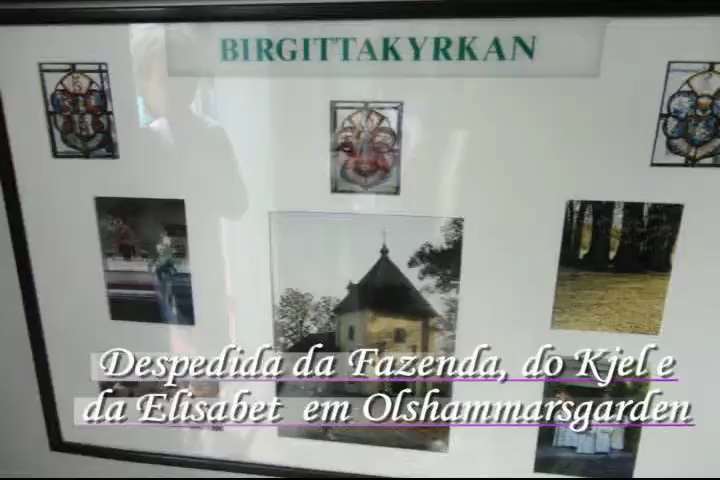 BIRGITTAKYRKAN
Despedida da Fazenda, do Kjel e
da Elisabet em Olshammarsgarden